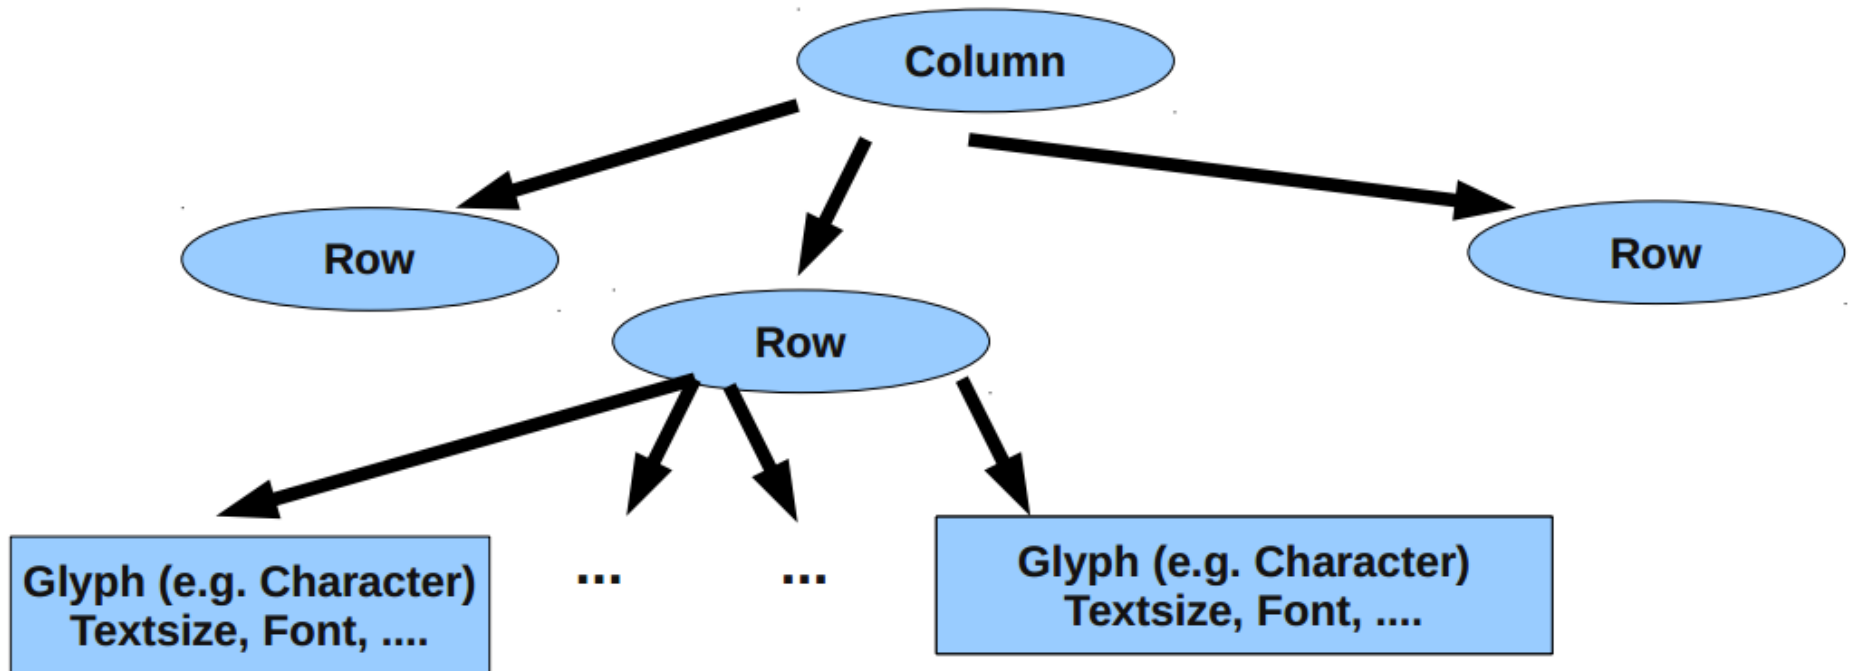 Column
Row
Row
Row
Glyph (e.g. Character)
Textsize, Font, ....
...
...
Glyph (e.g. Character)
Textsize, Font, ....